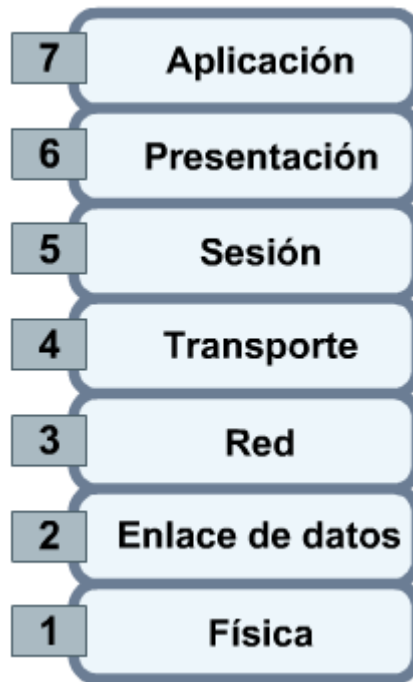 7 Aplicación
6 Presentación
5 Sesión
4 Transporte
3 Red
2 Enlace de datos
1 Física